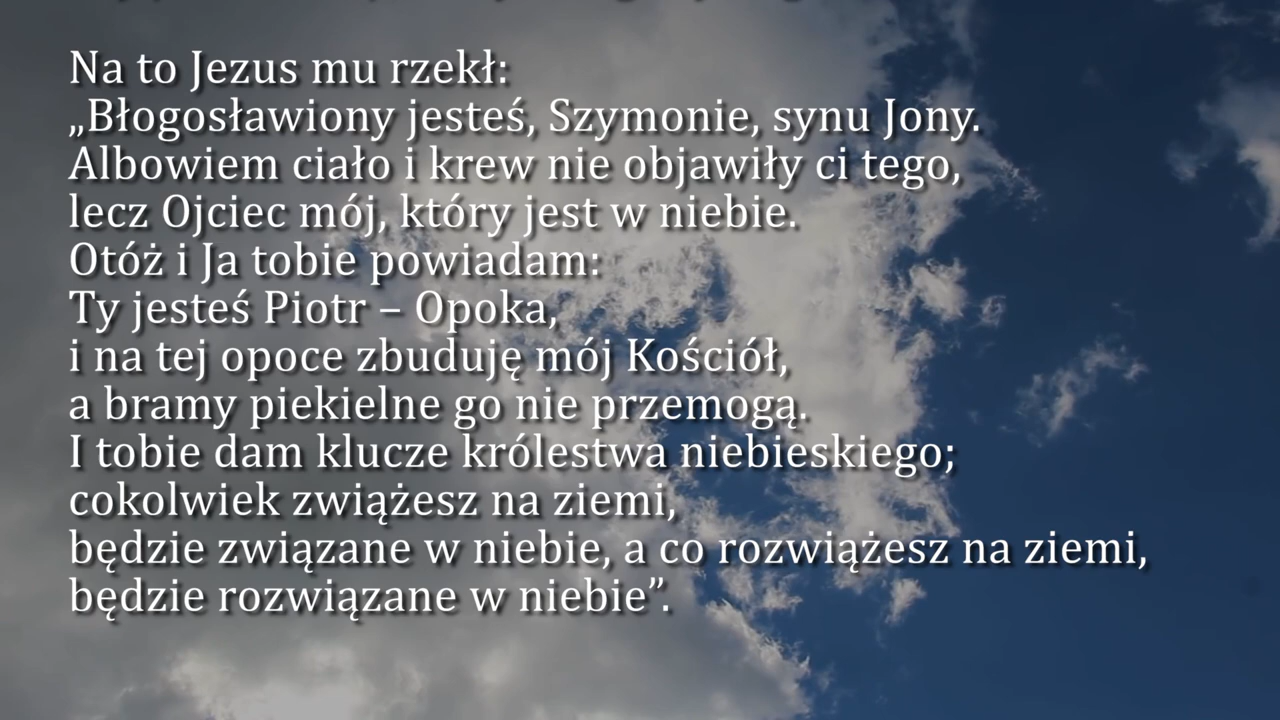 Na to Jezus mu rzekł:
„Błogosławiony jesteś, Szymonie, synu Jony.
Albowiem ciało i krew nie objawiły ci tego,
lecz Ojciec mój, który jest w niebie.
Otóż i Ja tobie powiadam:
Ty jesteś Piotr – Opoka,
i na tej opoce zbuduję mój Kościół,
a bramy piekielne go nie przemogą.
I tobie dam klucze królestwa niebieskiego;
cokolwiek zwiążesz na ziemi,
będzie związane w niebie, a co rozwiążesz na ziemi,
będzie rozwiązane w niebie”.